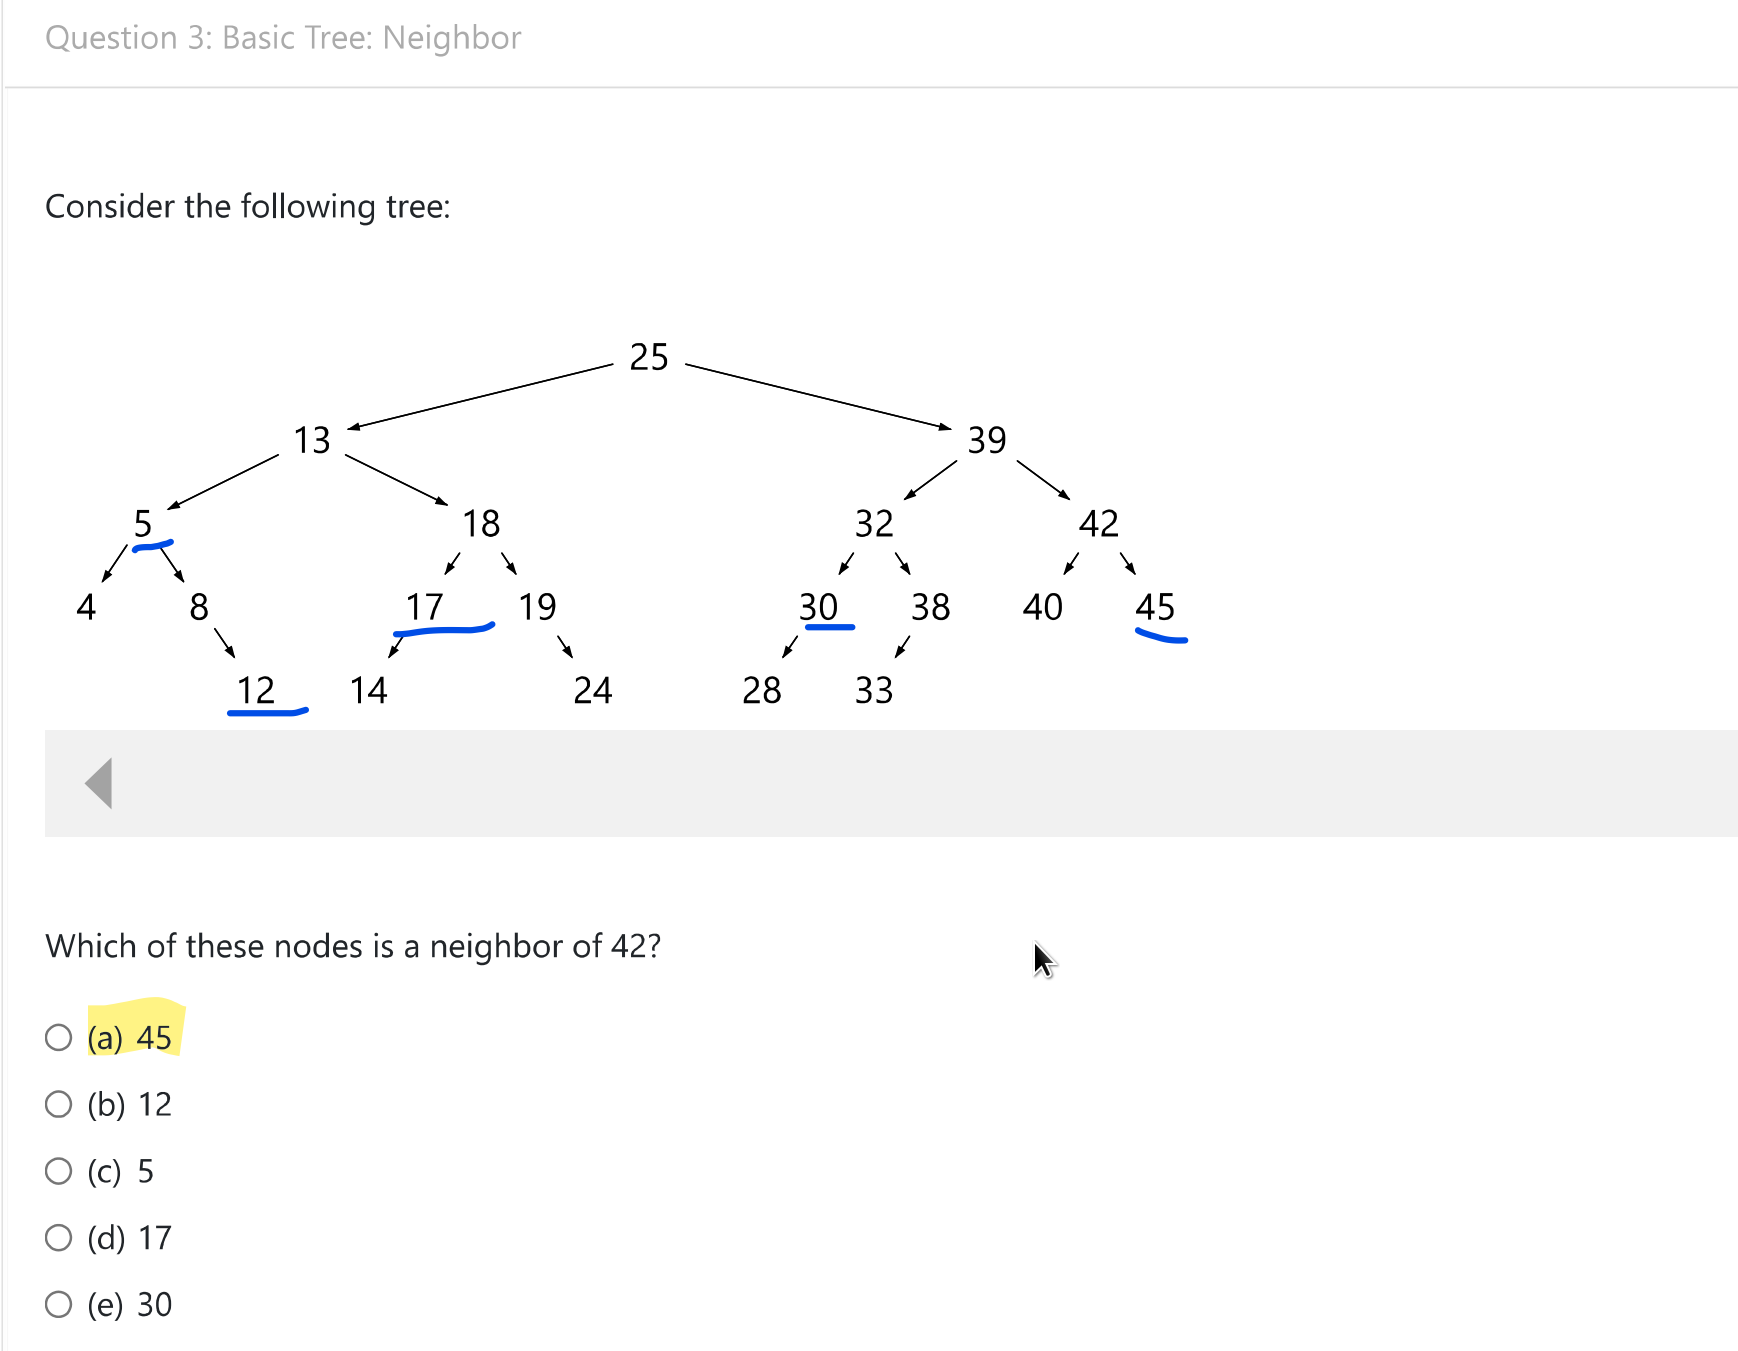 Question 3: Basic Tree: Neighbor
Consider the following tree:
25
13 39
5 18 32 42
4 8 17 19 30 38 40 45
12 14 24 28 33
Which of these nodes is a neighbor of 42?
(a) 45
(b) 12
(c) 5
(d) 17
(e) 30